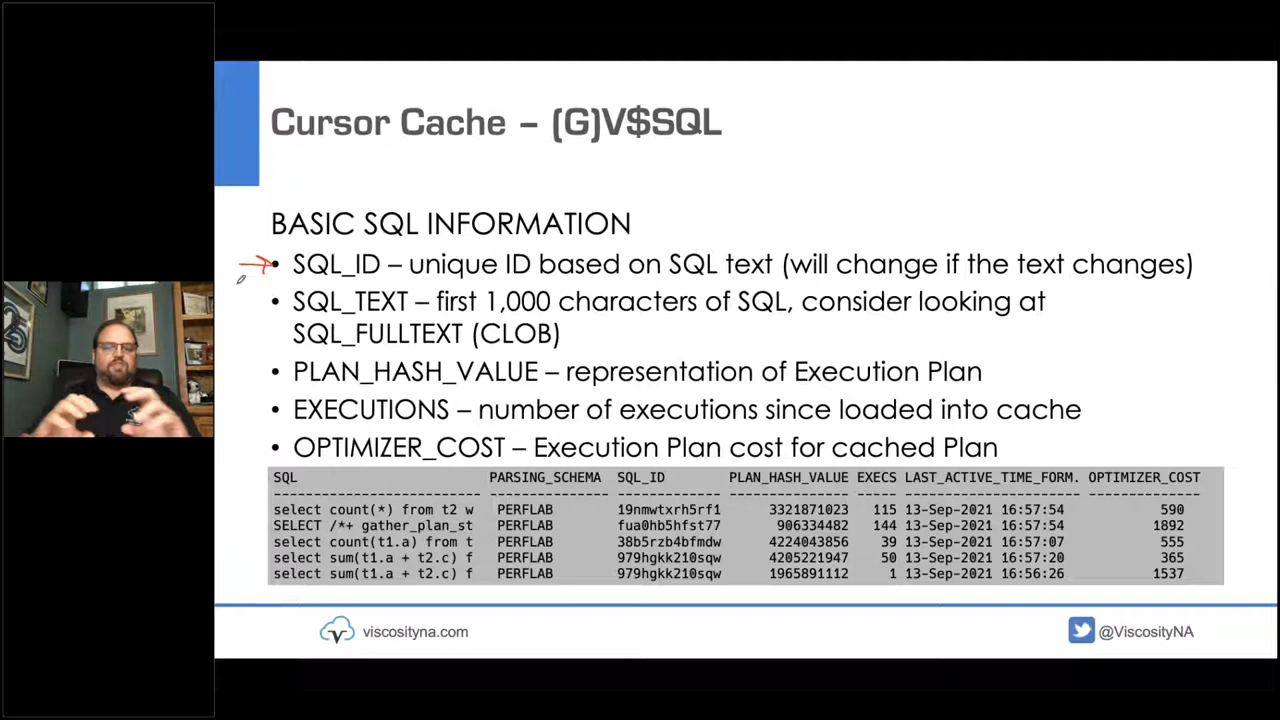 Cursor Cache – (G)V$SQL
BASIC SQL INFORMATION
• SQL_ID – unique ID based on SQL text (will change if the text changes)
• SQL_TEXT – first 1,000 characters of SQL, consider looking at
SQL_FULLTEXT (CLOB)
• PLAN_HASH_VALUE – representation of Execution Plan
• EXECUTIONS – number of executions since loaded into cache
• OPTIMIZER_COST – Execution Plan cost for cached Plan
SQL PARSING_SCHEMA SQL_ID PLAN_HASH_VALUE EXECS LAST_ACTIVE_TIME_FORM. OPTIMIZER_COST
select count(*) from t2 w PERFLAB 19nmwtxrh5rf1 3321871023 115 13-Sep-2021 16:57:54 590
SELECT /*+ gather_plan_st PERFLAB fua0hb5hfst77 906334482 144 13-Sep-2021 16:57:54 1892
select count(t1.a) from t PERFLAB 38b5rzb4bfmdw 4224043856 39 13-Sep-2021 16:57:07 555
select sum(t1.a + t2.c) f PERFLAB 979hgkk210sqw 4205221947 50 13-Sep-2021 16:57:20 365
select sum(t1.a + t2.c) f PERFLAB 979hgkk210sqw 1965891112 1 13-Sep-2021 16:56:26 1537
viscosityna.com
@ViscosityNA